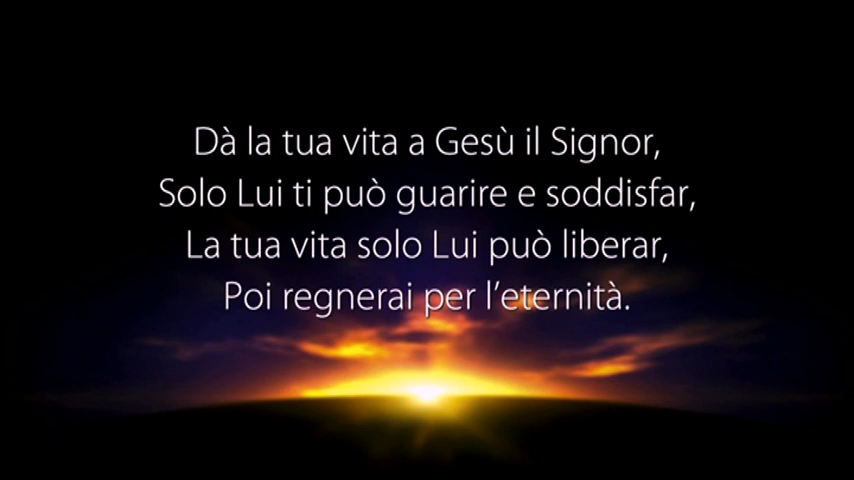 Dà la tua vita a Gesù il Signor,
Solo Lui ti può guarire e soddisfar,
La tua vita solo Lui può liberar,
Poi regnerai per l’eternità.